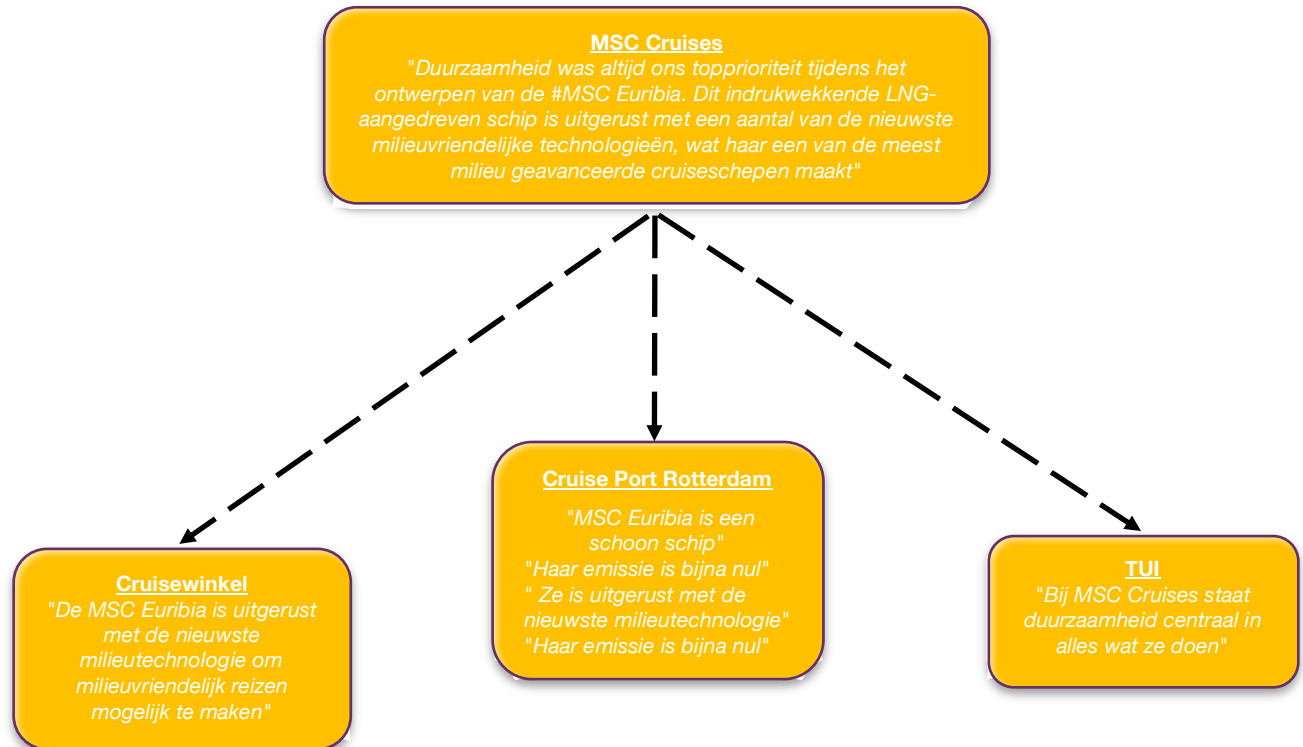 MSC Cruises
"Duurzaamheid was altijd ons topprioriteit tijdens het
ontwerpen van de #MSC Euribia. Dit indrukwekkende LNG-
aangedreven schip is uitgerust met een aantal van de nieuwste
milieuvriendelijke technologieën, wat haar een van de meest
milieu geavanceerde cruiseschepen maakt"
Cruise Port Rotterdam
"MSC Euribia is een
schoon schip"
"Haar emissie is bijna nul"
" Ze is uitgerust met de
nieuwste milieutechnologie"
"Haar emissie is bijna nul"
Cruisewinkel
"De MSC Euribia is uitgerust
met de nieuwste
milieutechnologie om
milieuvriendelijk reizen
mogelijk te maken"
TUI
"Bij MSC Cruises staat
duurzaamheid centraal in
alles wat ze doen"